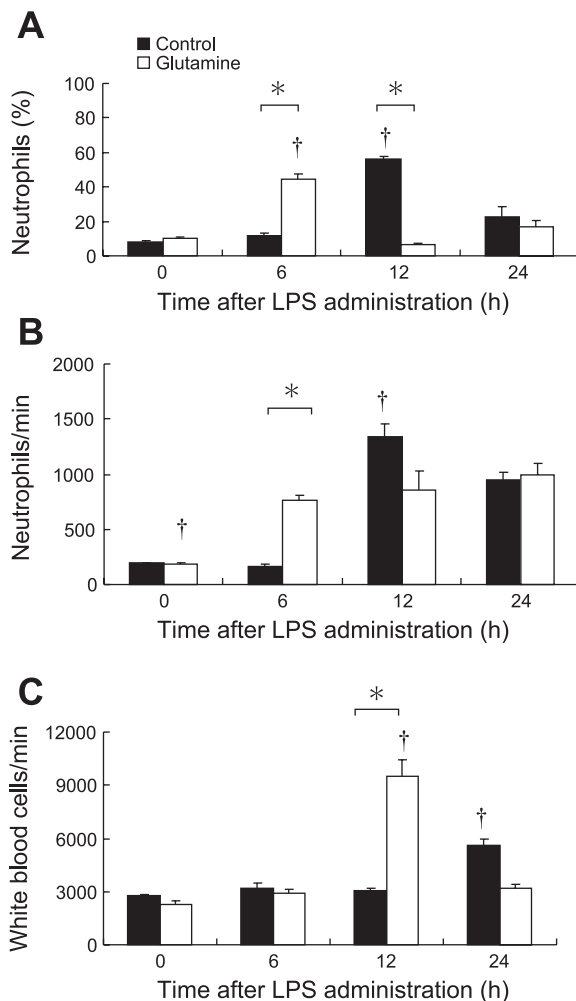 A
Control
Glutamine
Neutrophils (%)
100
80
60
40
20
0
*
*
†
†
0 6 12 24
Time after LPS administration (h)
B
Neutrophils/min
2000
1500
1000
500
0
†
*
†
0 6 12 24
Time after LPS administration (h)
C
White blood cells/min
12000
9000
6000
3000
0
*
†
†
0 6 12 24
Time after LPS administration (h)